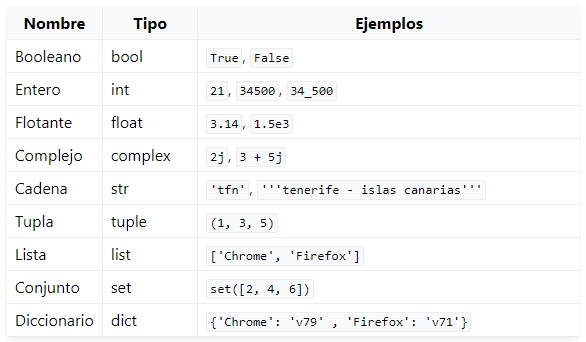 Nombre Tipo Ejemplos
Booleano bool True, False
Entero int 21, 34500, 34_500
Flotante float 3.14, 1.5e3
Complejo complex 2j, 3 + 5j
Cadena str 'tfn', '''tenerife - islas canarias'''
Tupla tuple (1, 3, 5)
Lista list ['Chrome', 'Firefox']
Conjunto set set([2, 4, 6])
Diccionario dict {'Chrome': 'v79' , 'Firefox': 'v71'}